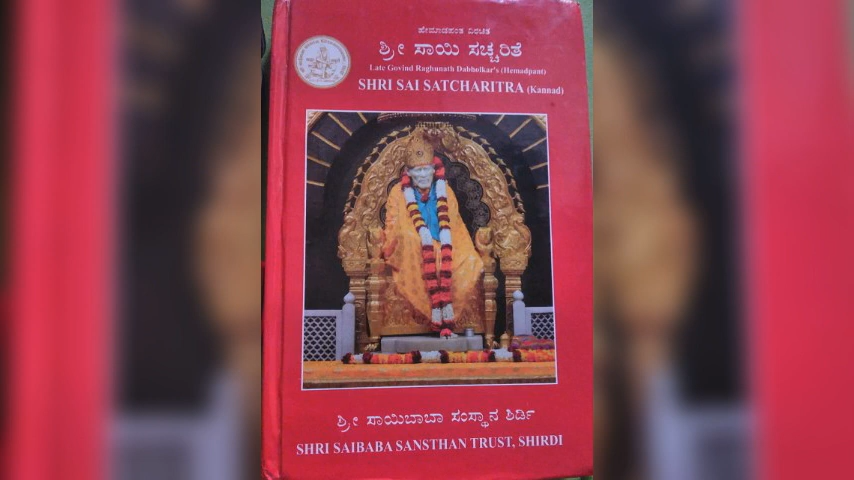 ಹೇಮಾಡಪಂತ ವಿರಚಿತ
ಶ್ರೀ ಸಾಯಿ ಸಚ್ಚರಿತೆ
Late Govind Raghunath Dabholkar's (Hemadpant)
SHRI SAI SATCHARITRA (Kannad)
ಶ್ರೀ ಸಾಯಿಬಾಬಾ ಸಂಸ್ಥಾನ ಶಿರ್ಡಿ
SHRI SAIBABA SANSTHAN TRUST, SHIRDI